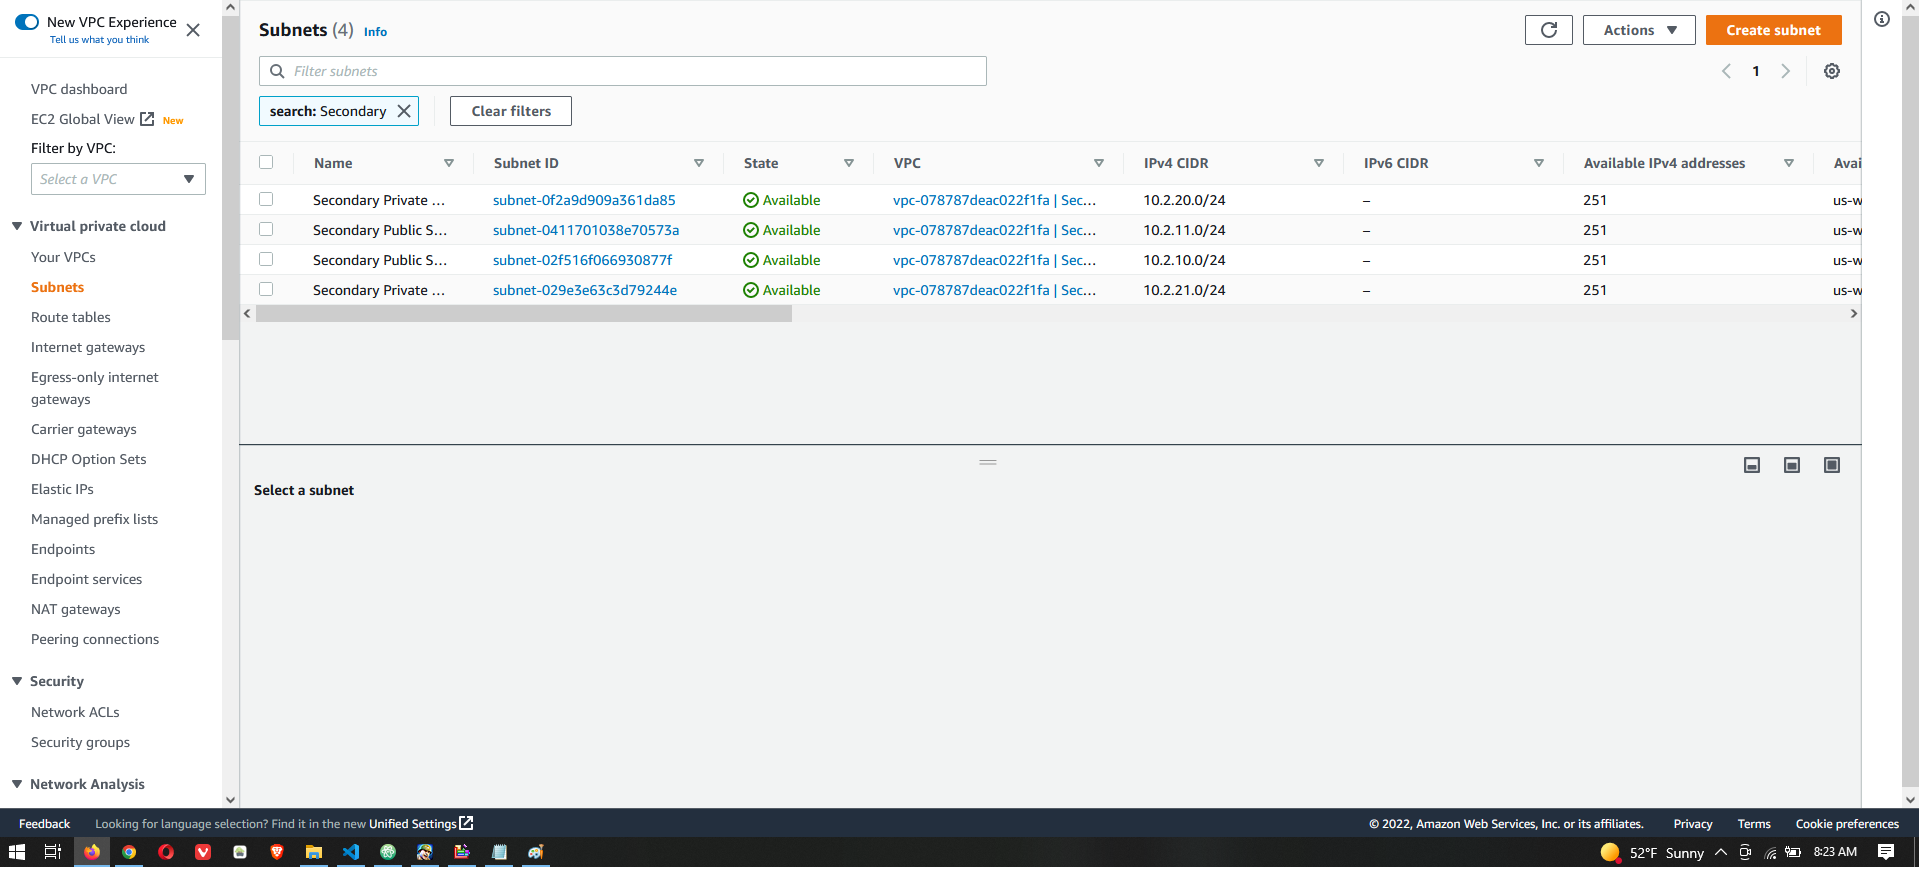 New VPC Experience
Tell us what you think
VPC dashboard
EC2 Global View New
Filter by VPC:
Select a VPC
Virtual private cloud
Your VPCs
Subnets
Route tables
Internet gateways
Egress-only internet
gateways
Carrier gateways
DHCP Option Sets
Elastic IPs
Managed prefix lists
Endpoints
Endpoint services
NAT gateways
Peering connections
Security
Network ACLs
Security groups
Network Analysis
Subnets (4) Info
Actions
Create subnet
Filter subnets
1
search: Secondary
Clear filters
Name Subnet ID State VPC IPv4 CIDR IPv6 CIDR Available IPv4 addresses Avai
Secondary Private ... subnet-0f2a9d909a361da85 Available vpc-078787deac022f1fa | Sec... 10.2.20.0/24 – 251 us-w
Secondary Public S... subnet-0411701038e70573a Available vpc-078787deac022f1fa | Sec... 10.2.11.0/24 – 251 us-w
Secondary Public S... subnet-02f516f066930877f Available vpc-078787deac022f1fa | Sec... 10.2.10.0/24 – 251 us-w
Secondary Private ... subnet-029e3e63c3d79244e Available vpc-078787deac022f1fa | Sec... 10.2.21.0/24 – 251 us-w
Select a subnet
Feedback Looking for language selection? Find it in the new Unified Settings © 2022, Amazon Web Services, Inc. or its affiliates. Privacy Terms Cookie preferences
52°F Sunny 8:23 AM